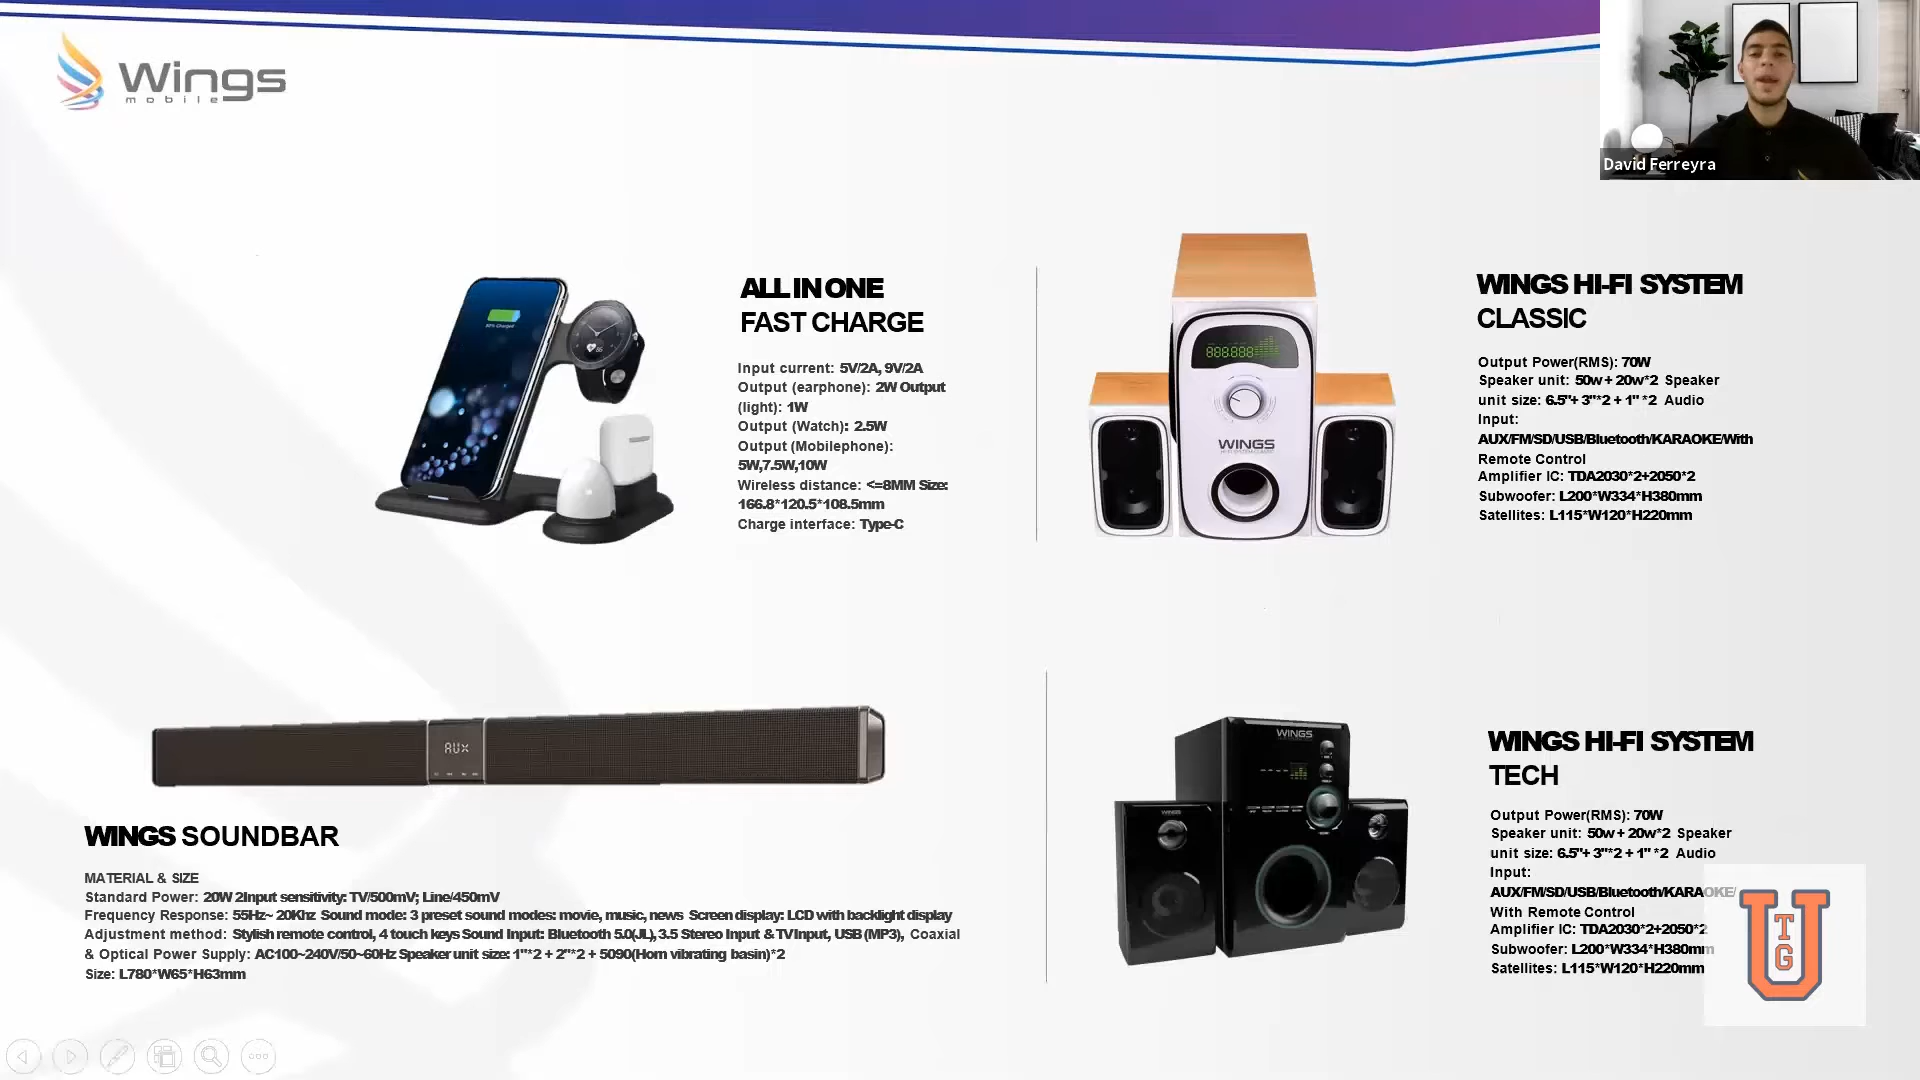 Wings
mobile
David Ferreyra
ALL IN ONE
FAST CHARGE
Input current: 5V/2A, 9V/2A
Output (earphone): 2W Output
(light): 1W
Output (Watch): 2.5W
Output (Mobilephone):
5W,7.5W,10W
Wireless distance: <=8MM Size:
166.8*120.5*108.5mm
Charge interface: Type-C
WINGS
WINGS HI-FI SYSTEM
CLASSIC
Output Power(RMS): 70W
Speaker unit: 50w + 20w*2 Speaker
unit size: 6.5"+ 3"*2 + 1" *2 Audio
Input:
AUX/FM/SD/USB/Bluetooth/KARAOKE/With
Remote Control
Amplifier IC: TDA2030*2+2050*2
Subwoofer: L200*W334*H380mm
Satellites: L115*W120*H220mm
AUX
WINGS SOUNDBAR
MATERIAL & SIZE
Standard Power: 20W 2Input sensitivity: TV/500mV; Line/450mV
Frequency Response: 55Hz~ 20Khz Sound mode: 3 preset sound modes: movie, music, news Screen display: LCD with backlight display
Adjustment method: Stylish remote control, 4 touch keys Sound Input: Bluetooth 5.0(JL), 3.5 Stereo Input & TV Input, USB (MP3), Coaxial
& Optical Power Supply: AC100~240V/50~60Hz Speaker unit size: 1"*2 + 2"*2 + 5090(Horn vibrating basin)*2
Size: L780*W65*H63mm
WINGS
WINGS
WINGS HI-FI SYSTEM
TECH
Output Power(RMS): 70W
Speaker unit: 50w + 20w*2 Speaker
unit size: 6.5"+ 3"*2 + 1" *2 Audio
Input:
AUX/FM/SD/USB/Bluetooth/KARAOKE/
With Remote Control
Amplifier IC: TDA2030*2+2050*2
Subwoofer: L200*W334*H380mm
Satellites: L115*W120*H220mm
UTG